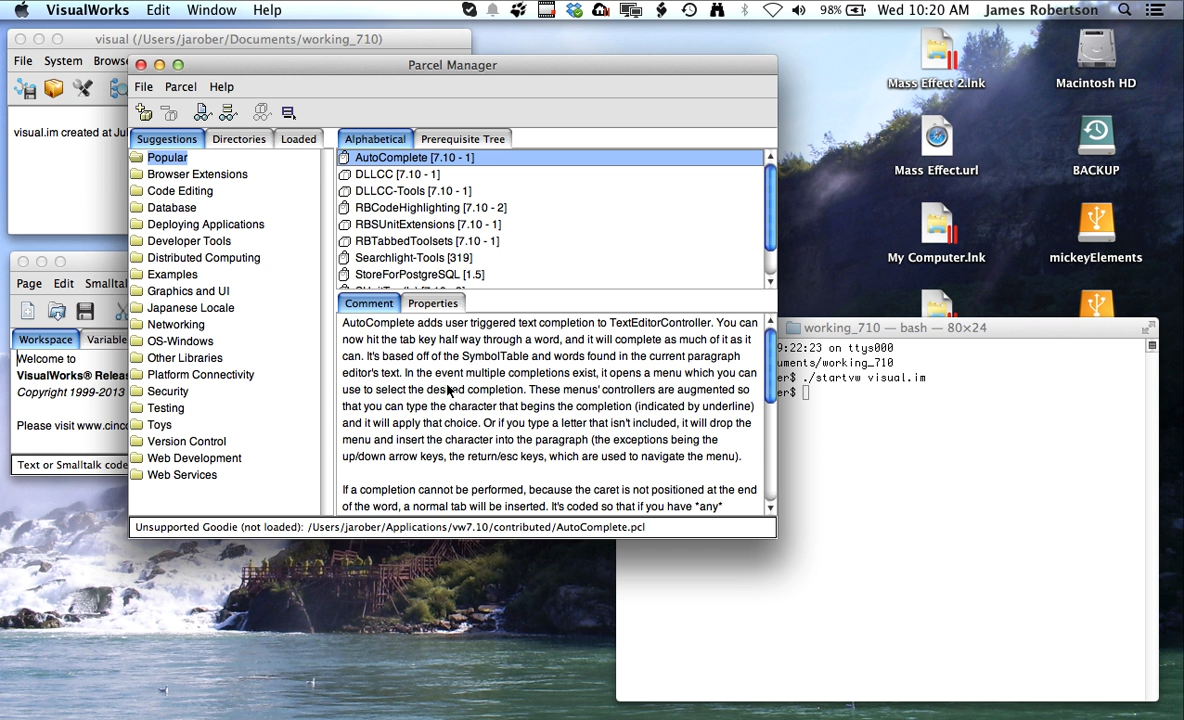 VisualWorks Edit Window Help
98% Wed 10:20 AM James Robertson
visual (/Users/jarober/Documents/working_710)
File System Brows
visual.im created at Ju
Parcel Manager
File Parcel Help
Suggestions Directories Loaded
Popular
Browser Extensions
Code Editing
Database
Deploying Applications
Developer Tools
Distributed Computing
Examples
Graphics and UI
Japanese Locale
Networking
OS-Windows
Other Libraries
Platform Connectivity
Security
Testing
Toys
Version Control
Web Development
Web Services
Alphabetical Prerequisite Tree
AutoComplete [7.10 - 1]
DLLCC [7.10 - 1]
DLLCC-Tools [7.10 - 1]
RBCodeHighlighting [7.10 - 2]
RBSUnitExtensions [7.10 - 1]
RBTabbedToolsets [7.10 - 1]
Searchlight-Tools [319]
StoreForPostgreSQL [1.5]
Comment Properties
AutoComplete adds user triggered text completion to TextEditorController. You can
now hit the tab key half way through a word, and it will complete as much of it as it
can. It's based off of the SymbolTable and words found in the current paragraph
editor's text. In the event multiple completions exist, it opens a menu which you can
use to select the desired completion. These menus' controllers are augmented so
that you can type the character that begins the completion (indicated by underline)
and it will apply that choice. Or if you type a letter that isn't included, it will drop the
menu and insert the character into the paragraph (the exceptions being the
up/down arrow keys, the return/esc keys, which are used to navigate the menu).
If a completion cannot be performed, because the caret is not positioned at the end
of the word, a normal tab will be inserted. It's coded so that if you have *any*
Unsupported Goodie (not loaded): /Users/jarober/Applications/vw7.10/contributed/AutoComplete.pcl
Page Edit Smallta
Workspace Variable
Welcome to
VisualWorks® Relea
Copyright 1999-2013
Please visit www.cinc
Text or Smalltalk code
working_710 — bash — 80×24
9:22:23 on ttys000
uments/working_710
er$ ./startvw visual.im
er$
Mass Effect 2.lnk
Macintosh HD
Mass Effect.url
BACKUP
My Computer.lnk
mickeyElements